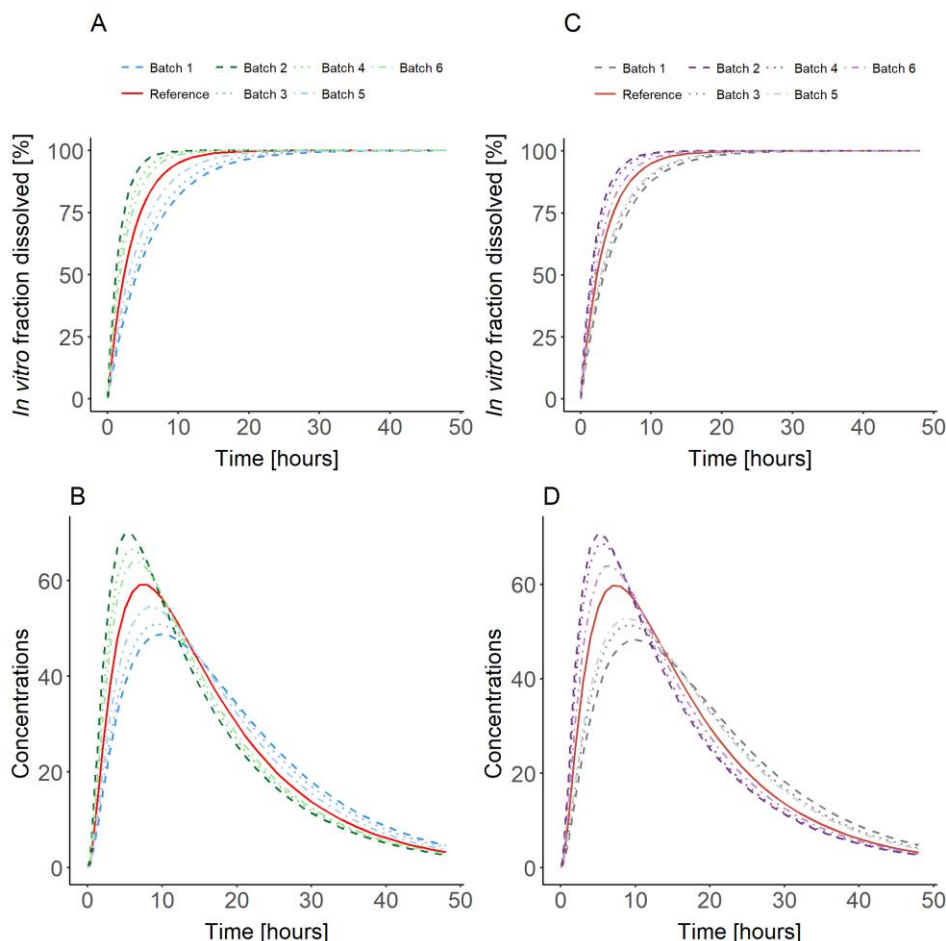 A
Batch 1 Batch 2 Batch 4 Batch 6
Reference Batch 3 Batch 5
In vitro fraction dissolved [%]
100
75
50
25
0
0 10 20 30 40 50
Time [hours]
C
Batch 1 Batch 2 Batch 4 Batch 6
Reference Batch 3 Batch 5
In vitro fraction dissolved [%]
100
75
50
25
0
0 10 20 30 40 50
Time [hours]
B
Concentrations
60
40
20
0
0 10 20 30 40 50
Time [hours]
D
Concentrations
60
40
20
0
0 10 20 30 40 50
Time [hours]